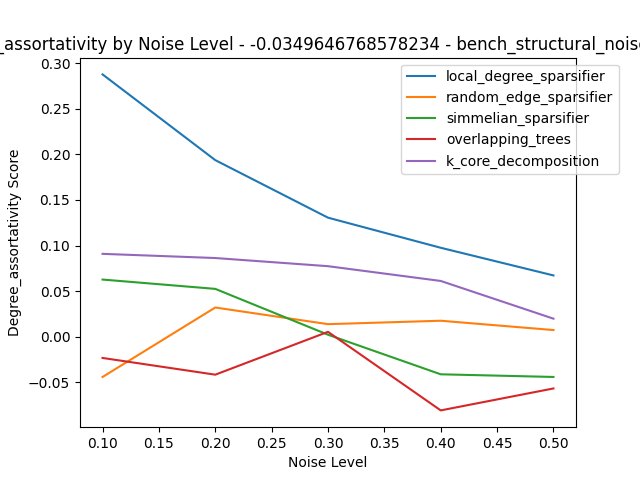 _assortativity by Noise Level - -0.0349646768578234 - bench_structural_noise
local_degree_sparsifier
random_edge_sparsifier
simmelian_sparsifier
overlapping_trees
k_core_decomposition
Degree_assortativity Score
0.30
0.25
0.20
0.15
0.10
0.05
0.00
−0.05
0.10 0.15 0.20 0.25 0.30 0.35 0.40 0.45 0.50
Noise Level